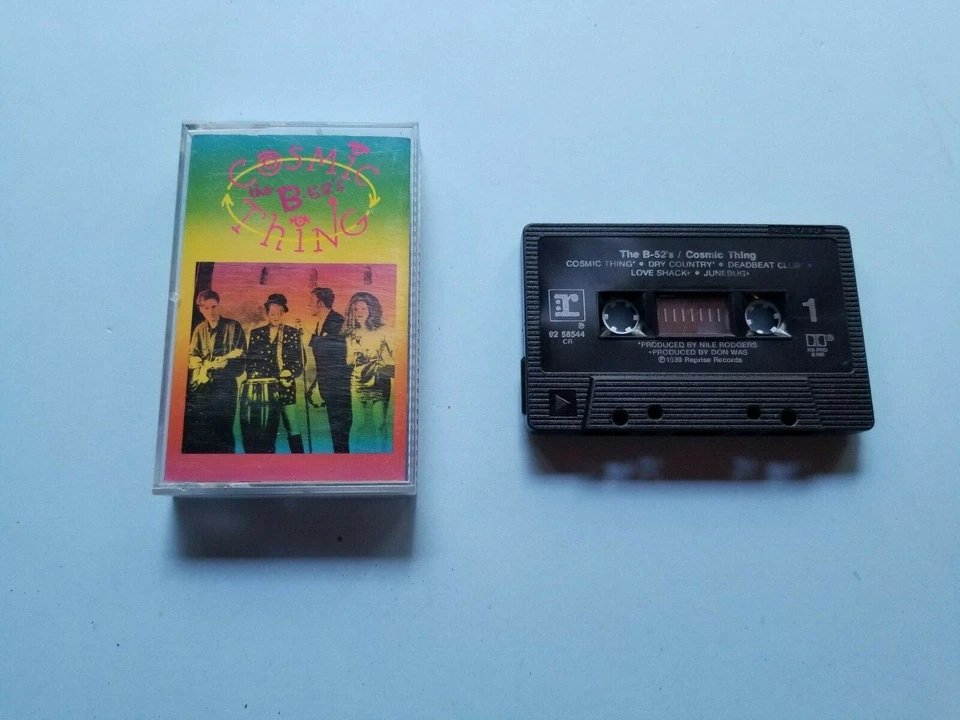 COSMIC
the B-52's
THING
The B-52's / Cosmic Thing
COSMIC THING* • DRY COUNTRY* • DEADBEAT CLUB
LOVE SHACK+ • JUNEBUG+
r
®
92 58544
CR
1
*PRODUCED BY NILE RODGERS
+PRODUCED BY DON WAS
℗1989 Reprise Records